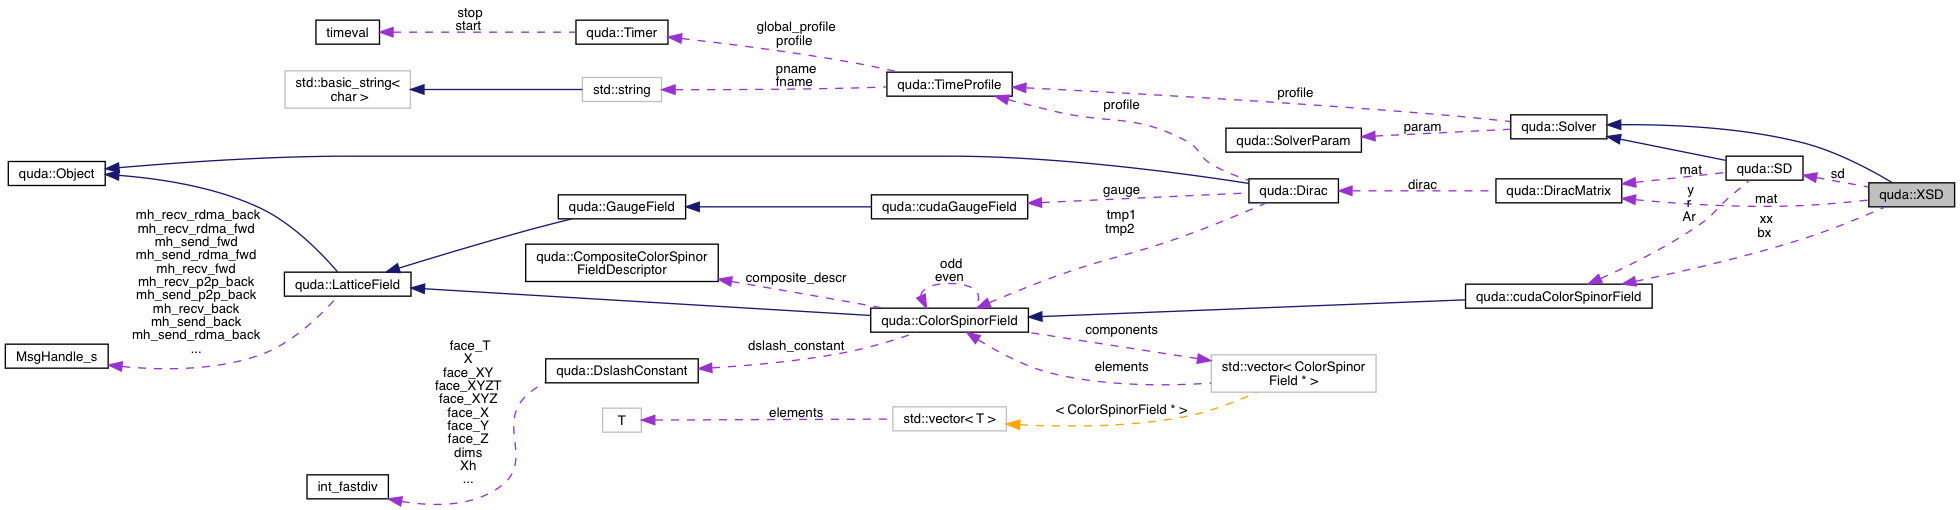 stop
start
timeval
quda::Timer
global_profile
profile
std::basic_string<
char >
std::string
pname
fname
quda::TimeProfile
profile
profile
quda::SolverParam
param
quda::Solver
quda::Object
quda::GaugeField
quda::cudaGaugeField
gauge
quda::Dirac
dirac
quda::DiracMatrix
mat
quda::SD
sd
quda::XSD
mat
y
r
Ar
xx
bx
tmp1
tmp2
mh_recv_rdma_back
mh_recv_rdma_fwd
mh_send_fwd
mh_send_rdma_fwd
mh_recv_fwd
mh_recv_p2p_back
mh_send_p2p_back
mh_recv_back
mh_send_back
mh_send_rdma_back
...
quda::LatticeField
quda::CompositeColorSpinor
FieldDescriptor
composite_descr
odd
even
quda::ColorSpinorField
quda::cudaColorSpinorField
MsgHandle_s
components
elements
std::vector< ColorSpinor
Field * >
dslash_constant
quda::DslashConstant
face_T
X
face_XY
face_XYZT
face_XYZ
face_X
face_Y
face_Z
dims
Xh
...
T
elements
std::vector< T >
< ColorSpinorField * >
int_fastdiv